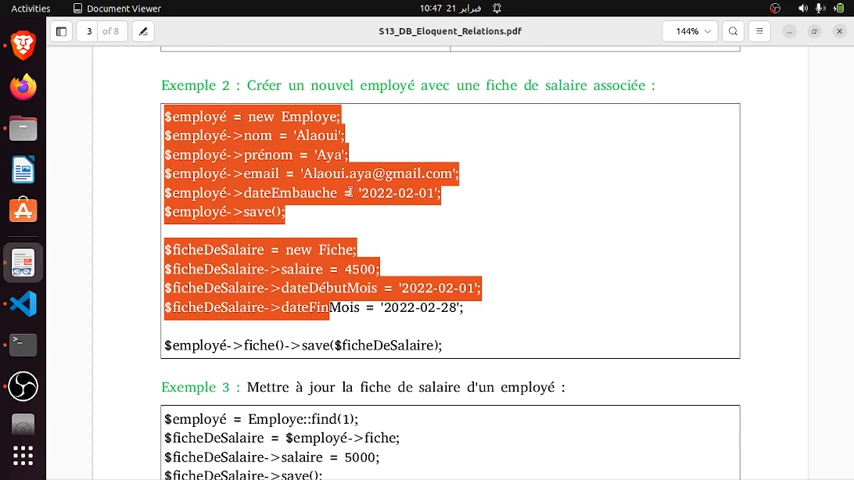 Activities
Document Viewer
10:47 21 فبراير
S13_DB_Eloquent_Relations.pdf
3
of 8
144%
Exemple 2 : Créer un nouvel employé avec une fiche de salaire associée :
$employé = new Employe;
$employé->nom = 'Alaoui';
$employé->prénom = 'Aya';
$employé->email = 'Alaoui.aya@gmail.com';
$employé->dateEmbauche = '2022-02-01';
$employé->save();
$ficheDeSalaire = new Fiche;
$ficheDeSalaire->salaire = 4500;
$ficheDeSalaire->dateDébutMois = '2022-02-01';
$ficheDeSalaire->dateFinMois = '2022-02-28';
$employé->fiche()->save($ficheDeSalaire);
Exemple 3 : Mettre à jour la fiche de salaire d'un employé :
$employé = Employe::find(1);
$ficheDeSalaire = $employé->fiche;
$ficheDeSalaire->salaire = 5000;
$ficheDeSalaire->save();